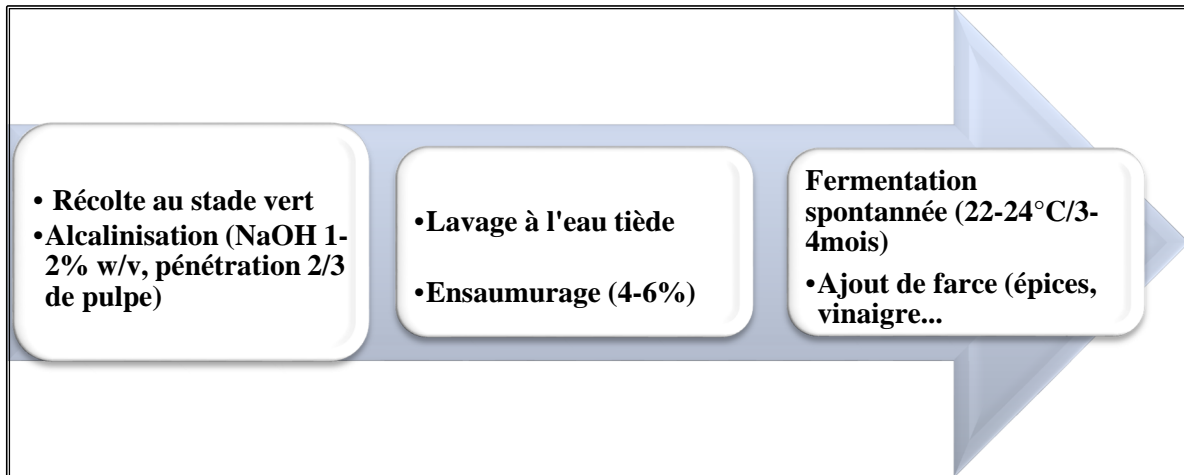 • Récolte au stade vert
•Alcalinisation (NaOH 1-
2% w/v, pénétration 2/3
de pulpe)
•Lavage à l'eau tiède
•Ensaumurage (4-6%)
Fermentation
spontannée (22-24°C/3-
4mois)
•Ajout de farce (épices,
vinaigre...